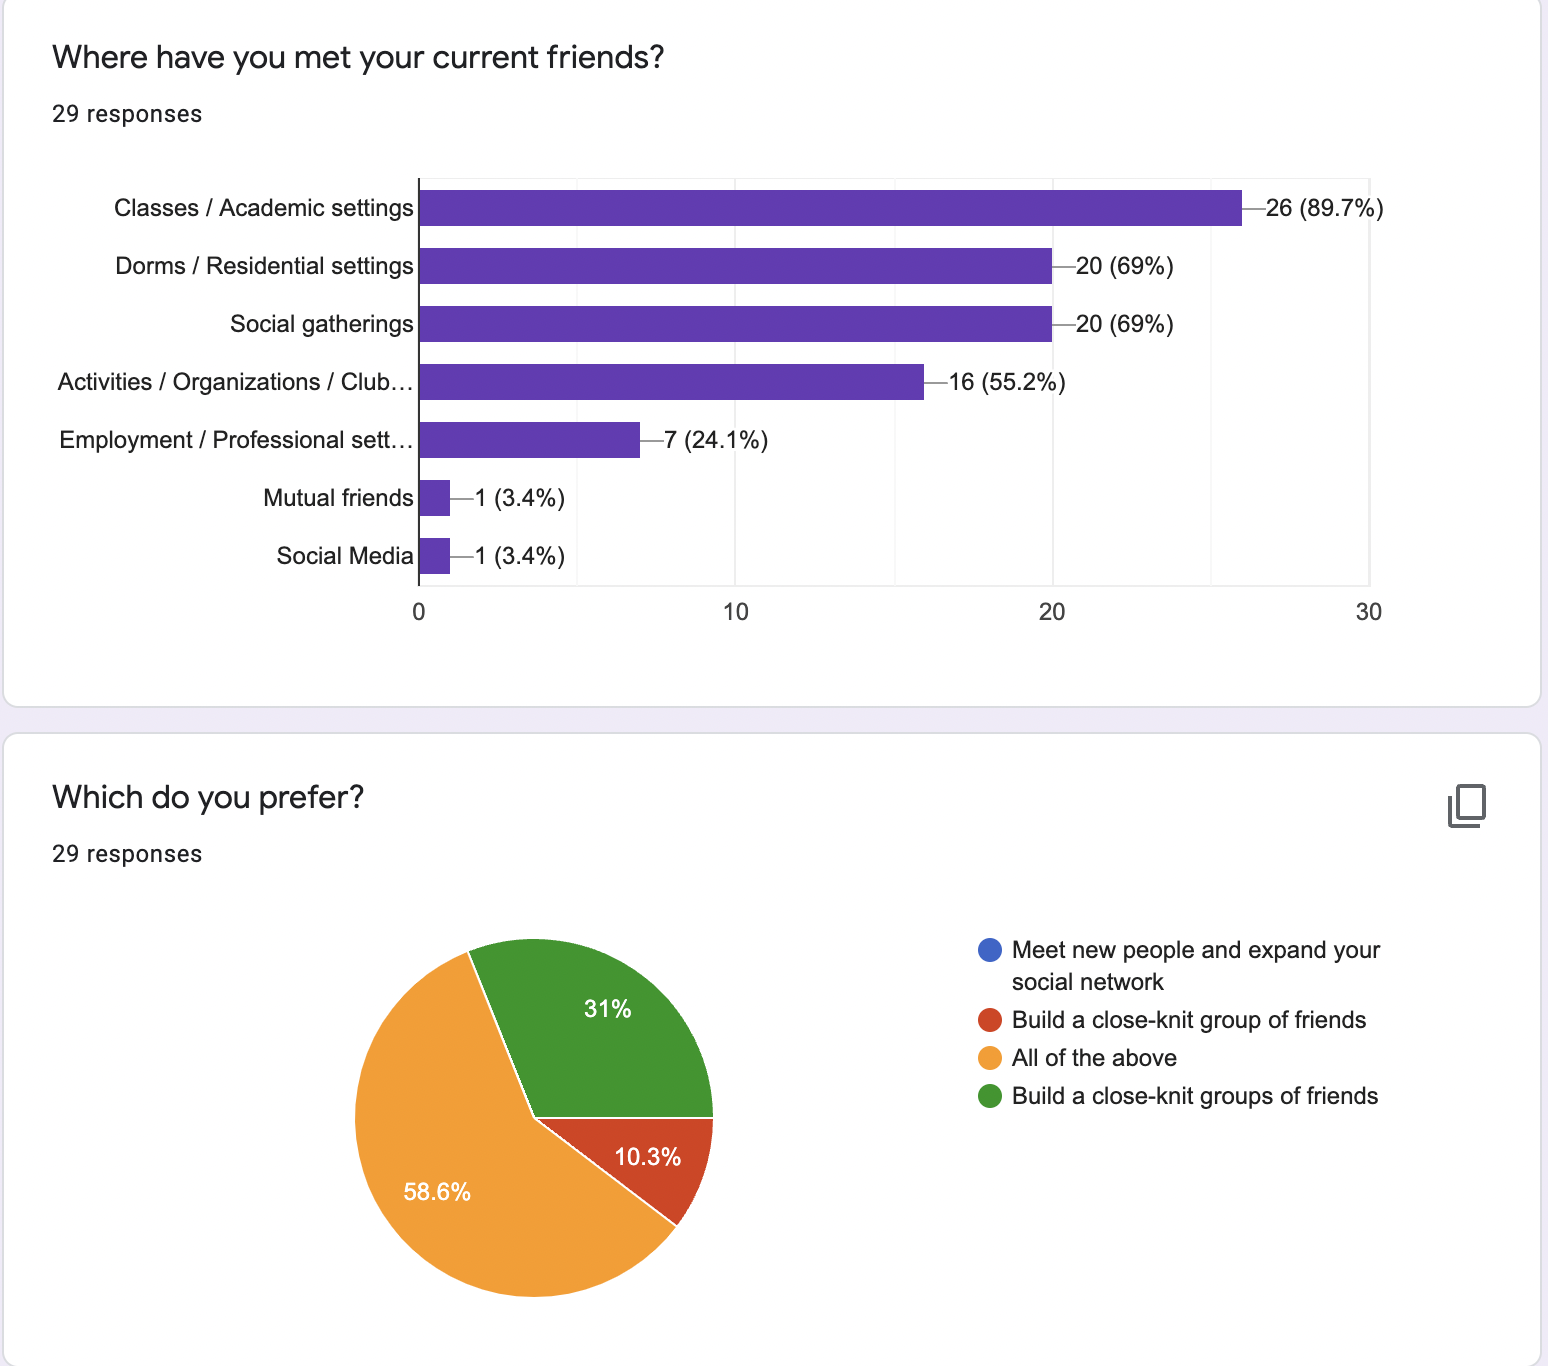 Where have you met your current friends?
29 responses
Classes / Academic settings
26 (89.7%)
Dorms / Residential settings
20 (69%)
Social gatherings
20 (69%)
Activities / Organizations / Club…
16 (55.2%)
Employment / Professional sett…
7 (24.1%)
Mutual friends
1 (3.4%)
Social Media
1 (3.4%)
0 10 20 30
Which do you prefer?
29 responses
31%
10.3%
58.6%
Meet new people and expand your
social network
Build a close-knit group of friends
All of the above
Build a close-knit groups of friends